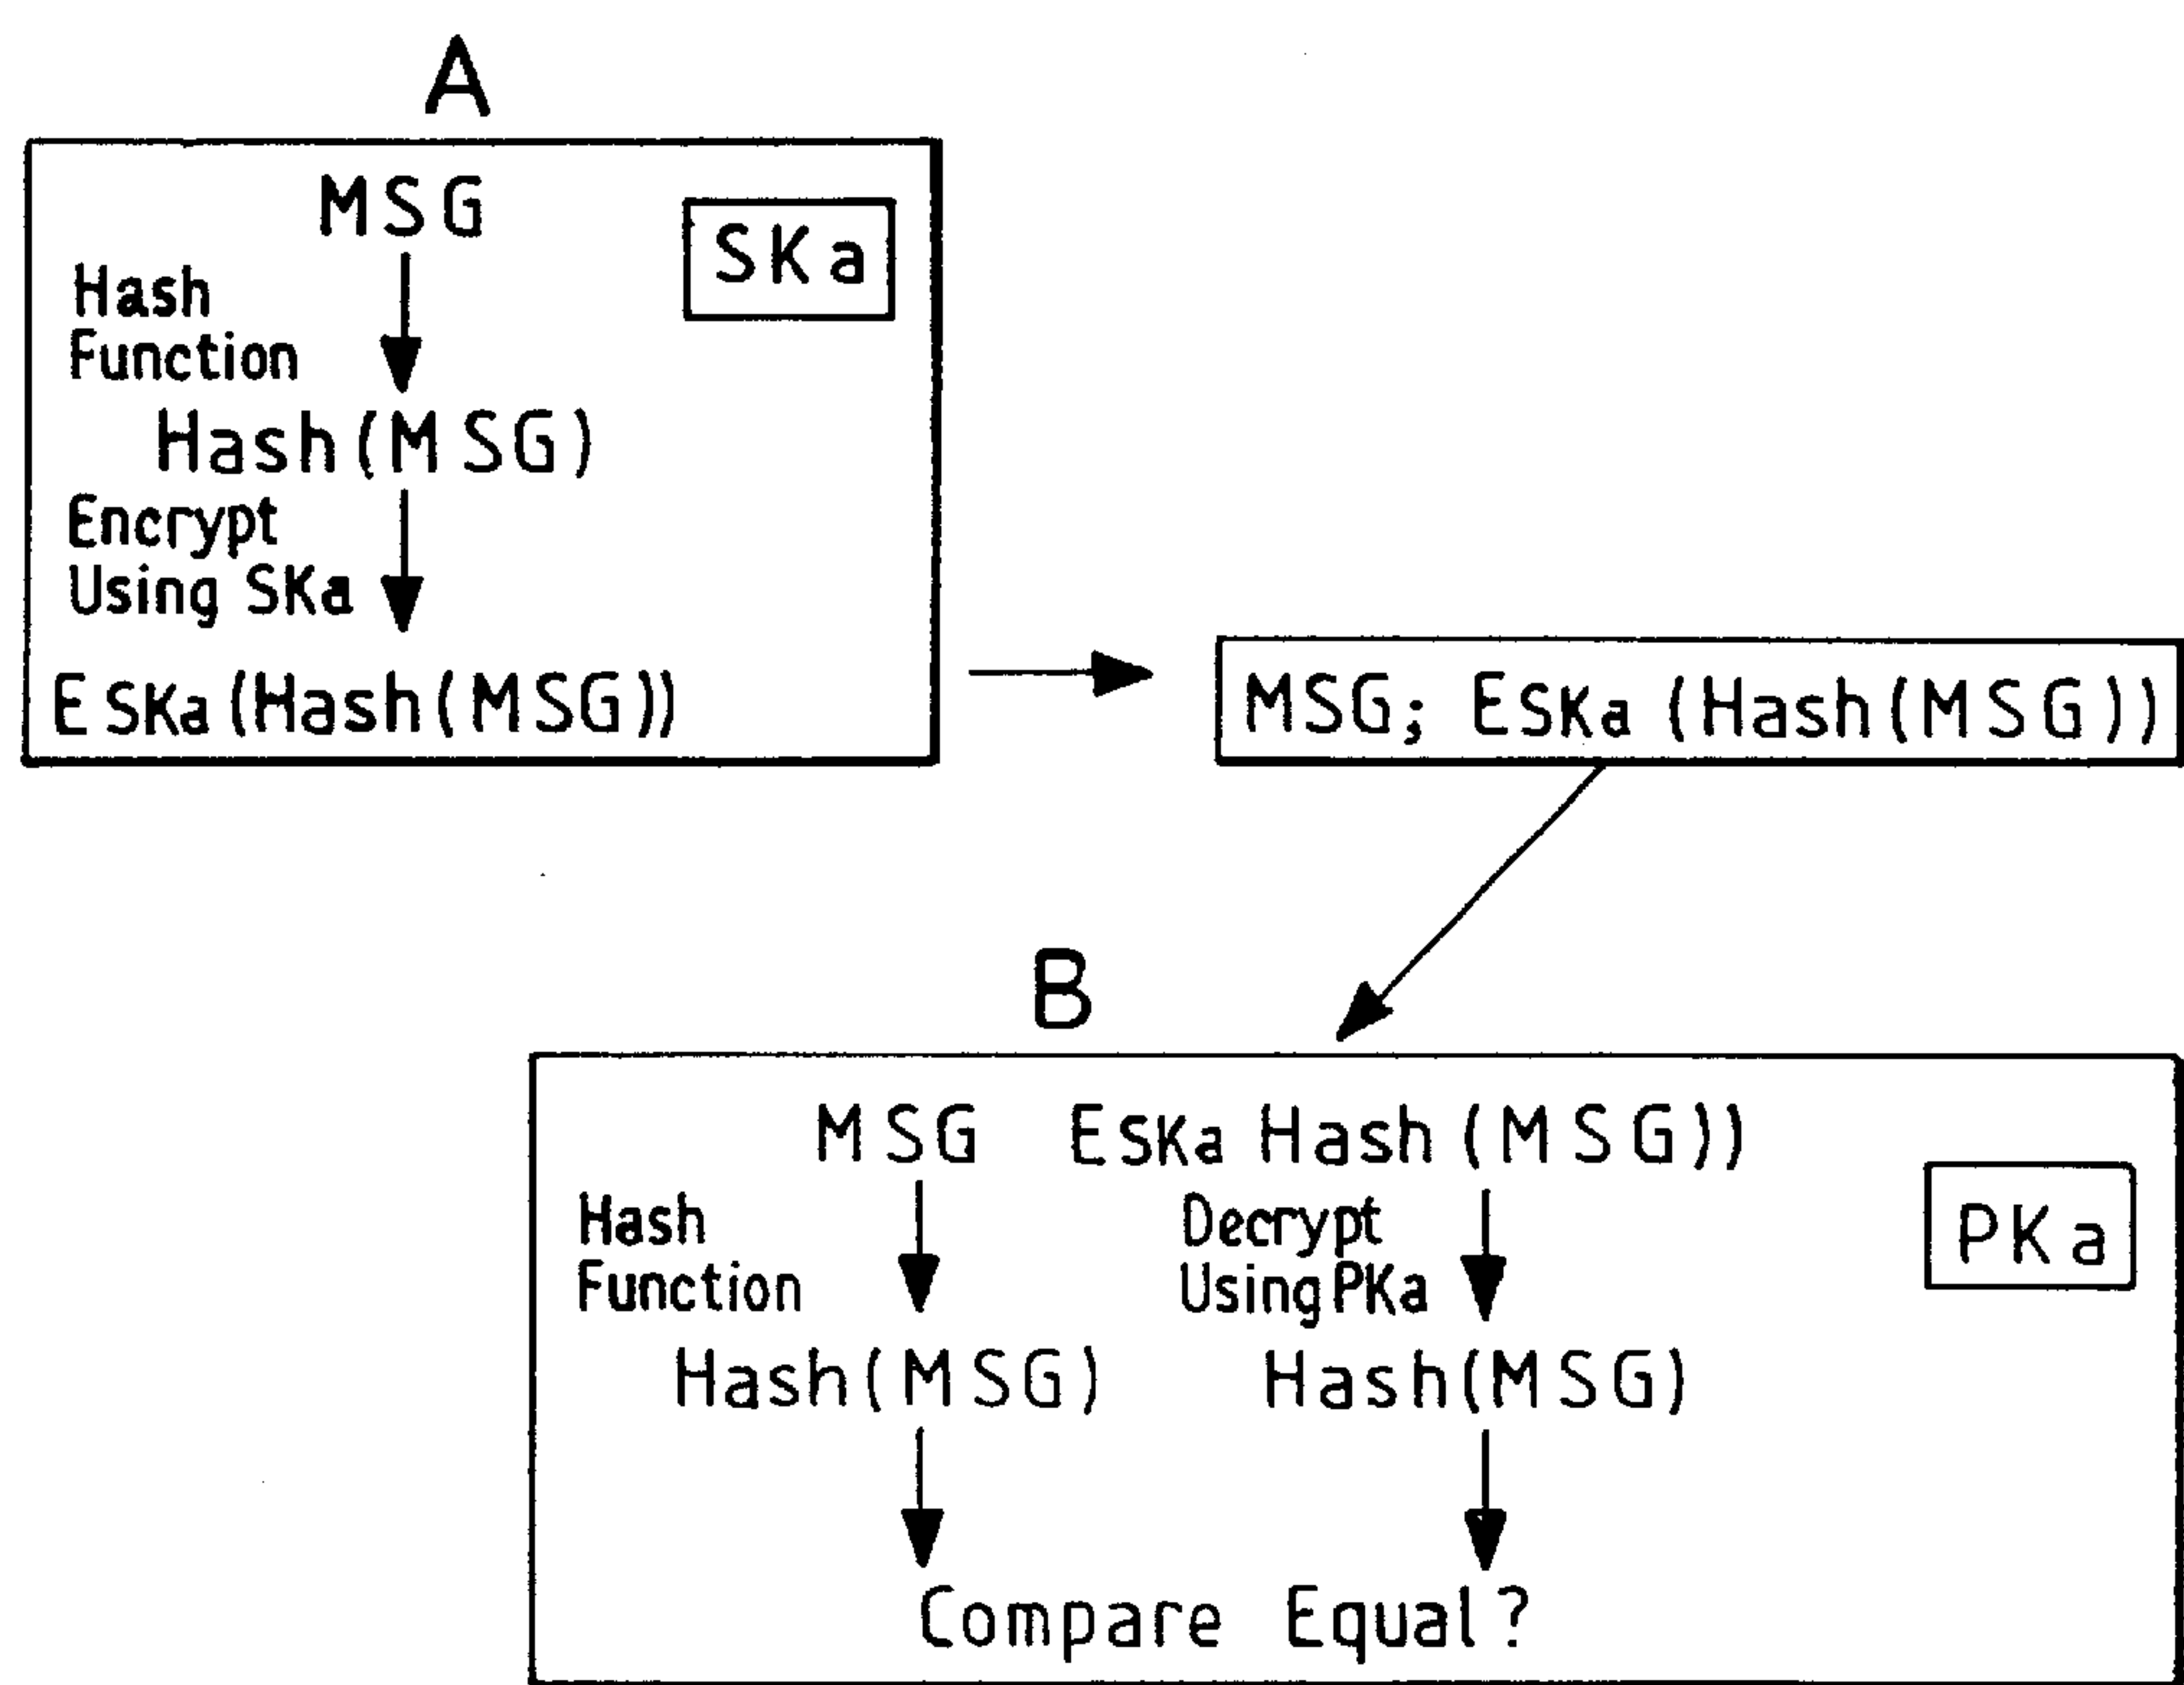 A
MSG
SKa
Hash
Function
Hash(MSG)
Encrypt
Using SKa
ESKa(Hash(MSG))
MSG; ESKa (Hash(MSG))
B
MSG ESKa Hash(MSG))
PKa
Hash
Function
Decrypt
Using PKa
Hash(MSG) Hash(MSG)
Compare Equal?